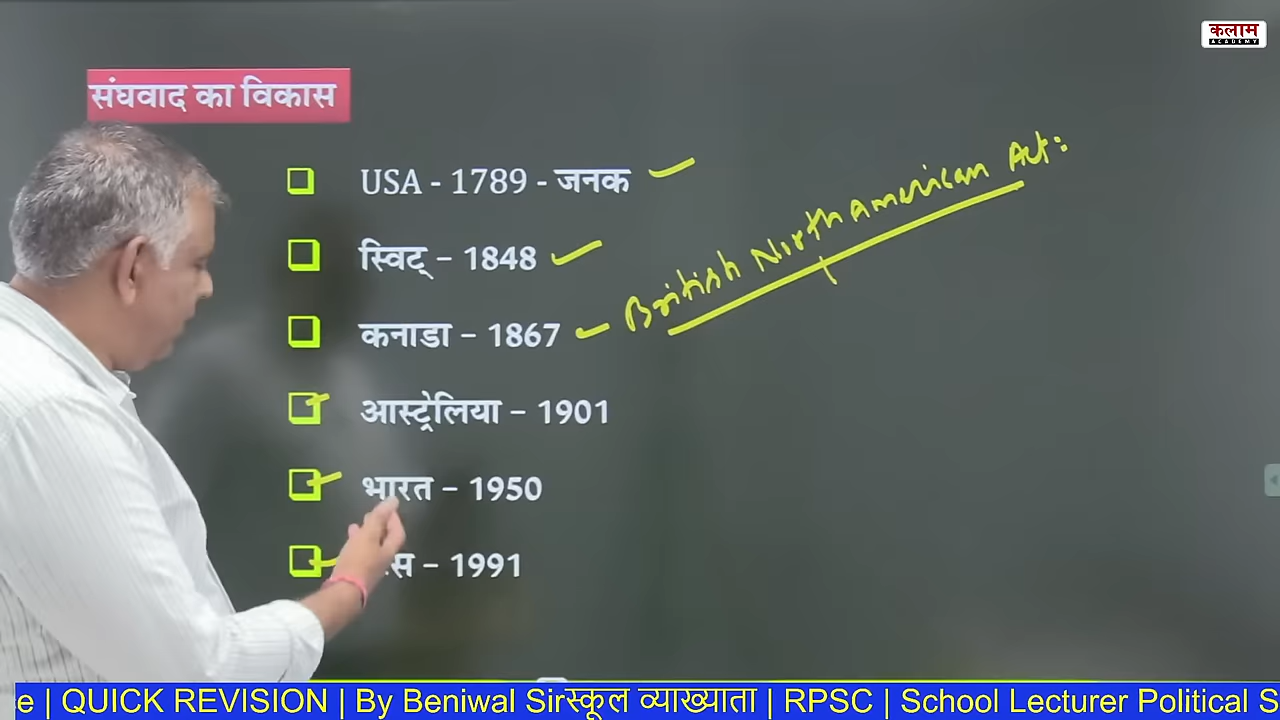 कलाम
ACADEMY
संघवाद का विकास
USA - 1789 - जनक
स्विट् – 1848
कनाडा – 1867
British North American Act:
आस्ट्रेलिया – 1901
भारत – 1950
– 1991
e | QUICK REVISION | By Beniwal Sirस्कूल व्याख्याता | RPSC | School Lecturer Political S